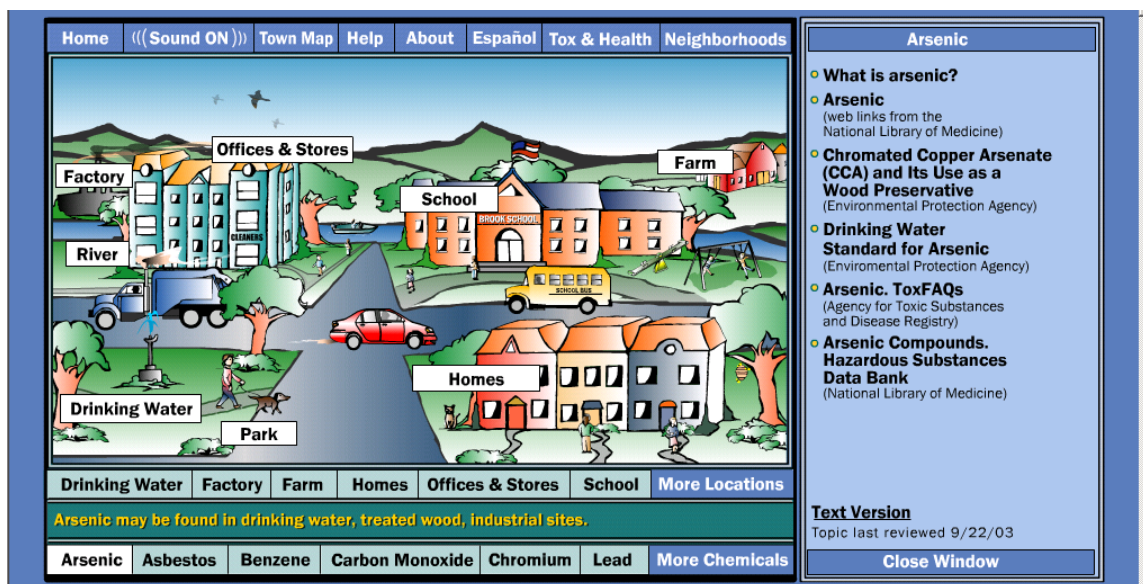 Home (((Sound ON))) Town Map Help About Español Tox & Health Neighborhoods
Offices & Stores
Factory
Farm
School
BROOK SCHOOL
CLEANERS
River
SCHOOL BUS
Homes
Drinking Water
Park
Drinking Water Factory Farm Homes Offices & Stores School More Locations
Arsenic may be found in drinking water, treated wood, industrial sites.
Arsenic Asbestos Benzene Carbon Monoxide Chromium Lead More Chemicals
Arsenic
What is arsenic?
Arsenic
(web links from the
National Library of Medicine)
Chromated Copper Arsenate
(CCA) and Its Use as a
Wood Preservative
(Environmental Protection Agency)
Drinking Water
Standard for Arsenic
(Enviromental Protection Agency)
Arsenic. ToxFAQs
(Agency for Toxic Substances
and Disease Registry)
Arsenic Compounds.
Hazardous Substances
Data Bank
(National Library of Medicine)
Text Version
Topic last reviewed 9/22/03
Close Window